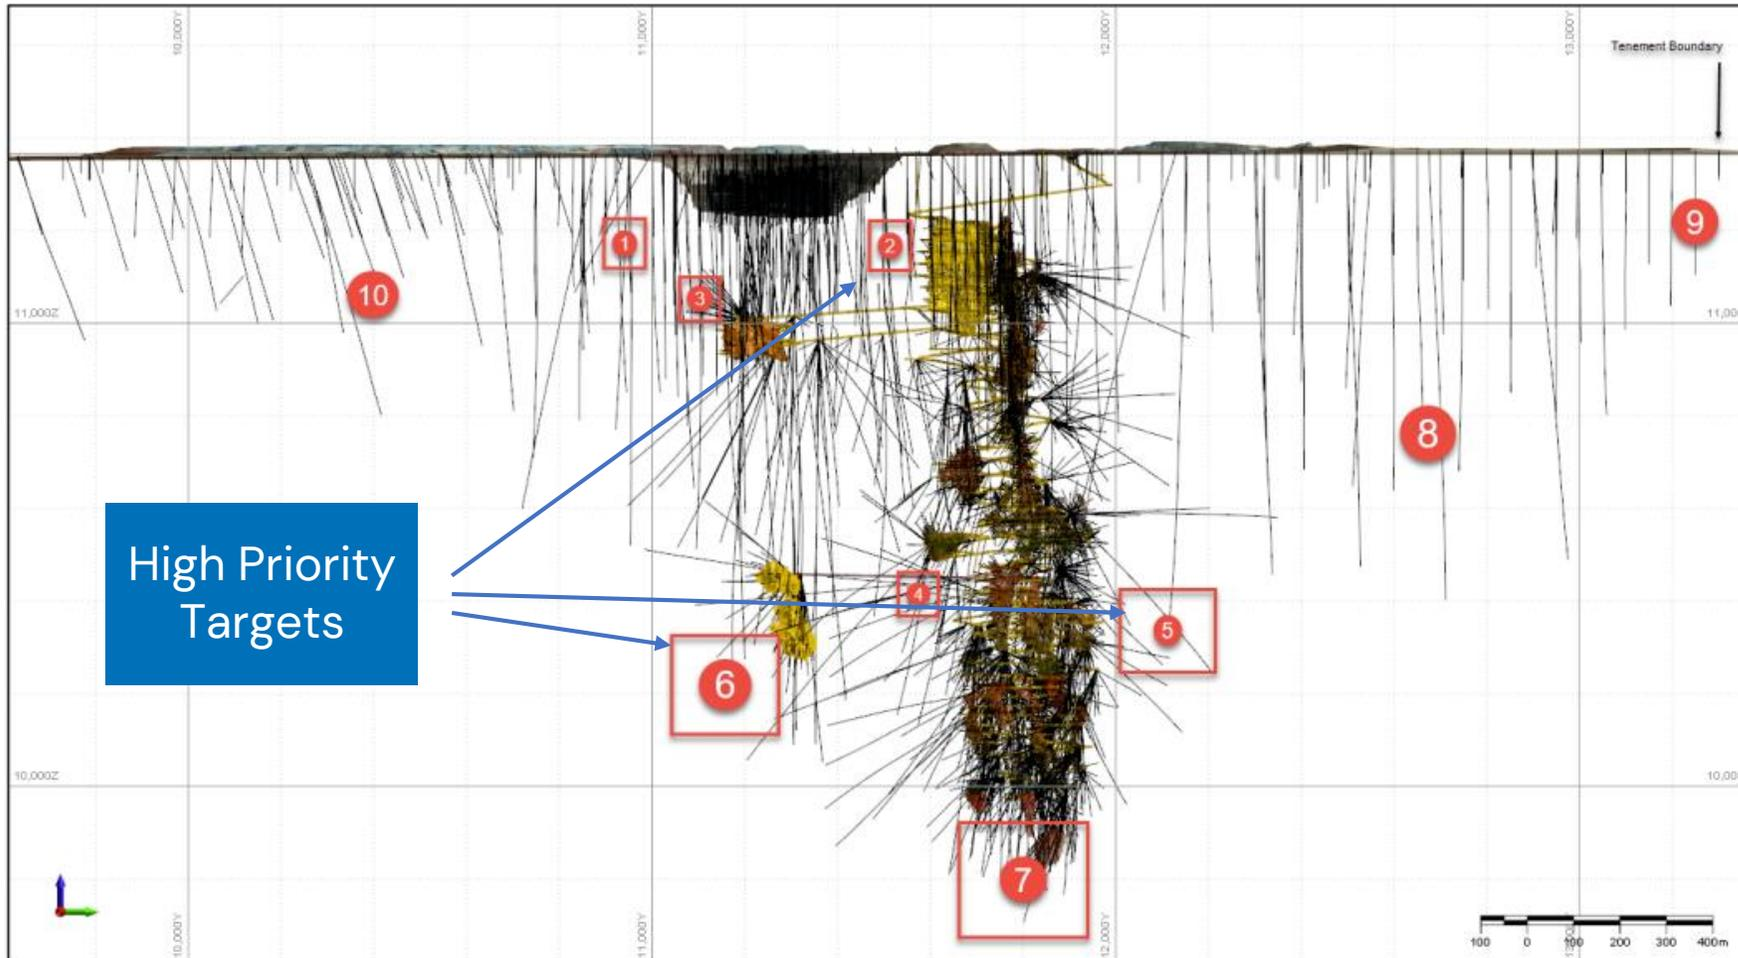 10,000Y
11,000Y
12,000Y
13,000Y
Tenement Boundary
1
2
9
3
10
11,000Z
11,00
8
High Priority
Targets
4
5
6
10,000Z
10,00
7
10,000Y
11,000Y
12,000Y
100 0 100 200 300 400m